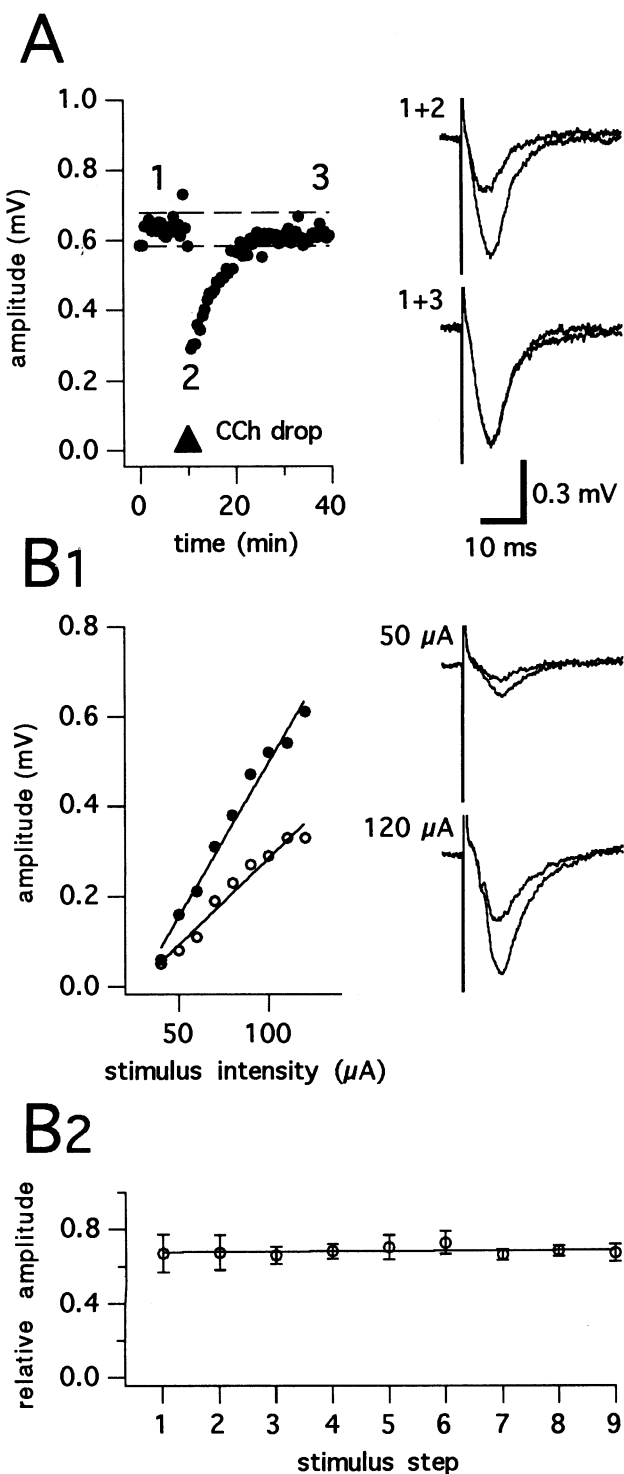 A
1.0
0.8
0.6
0.4
0.2
0.0
amplitude (mV)
1
3
2
CCh drop
0
20
40
time (min)
1+2
1+3
0.3 mV
10 ms
B1
0.8
0.6
0.4
0.2
0.0
amplitude (mV)
50
100
stimulus intensity (µA)
50 µA
120 µA
B2
0.8
0.4
0.0
relative amplitude
1 2 3 4 5 6 7 8 9
stimulus step